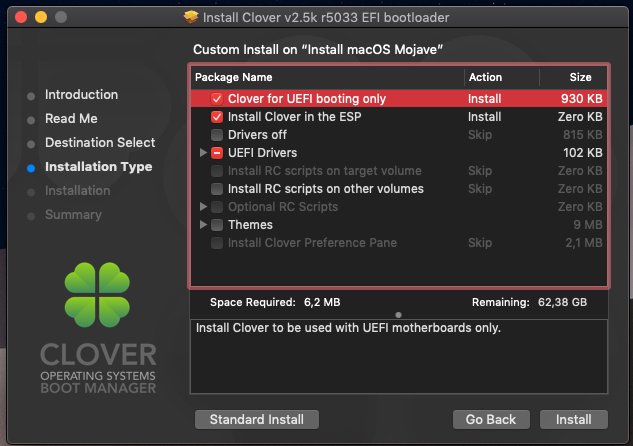 Install Clover v2.5k r5033 EFI bootloader
Custom Install on “Install macOS Mojave”
Introduction
Read Me
Destination Select
Installation Type
Installation
Summary
Package Name Action Size
Clover for UEFI booting only Install 930 KB
Install Clover in the ESP Install Zero KB
Drivers off Skip 815 KB
UEFI Drivers 102 KB
Install RC scripts on target volume Skip Zero KB
Install RC scripts on other volumes Skip Zero KB
Optional RC Scripts Zero KB
Themes 9 MB
Install Clover Preference Pane Skip 2,1 MB
Space Required: 6,2 MB Remaining: 62,38 GB
Install Clover to be used with UEFI motherboards only.
CLOVER
OPERATING SYSTEMS
BOOT MANAGER
Standard Install Go Back Install